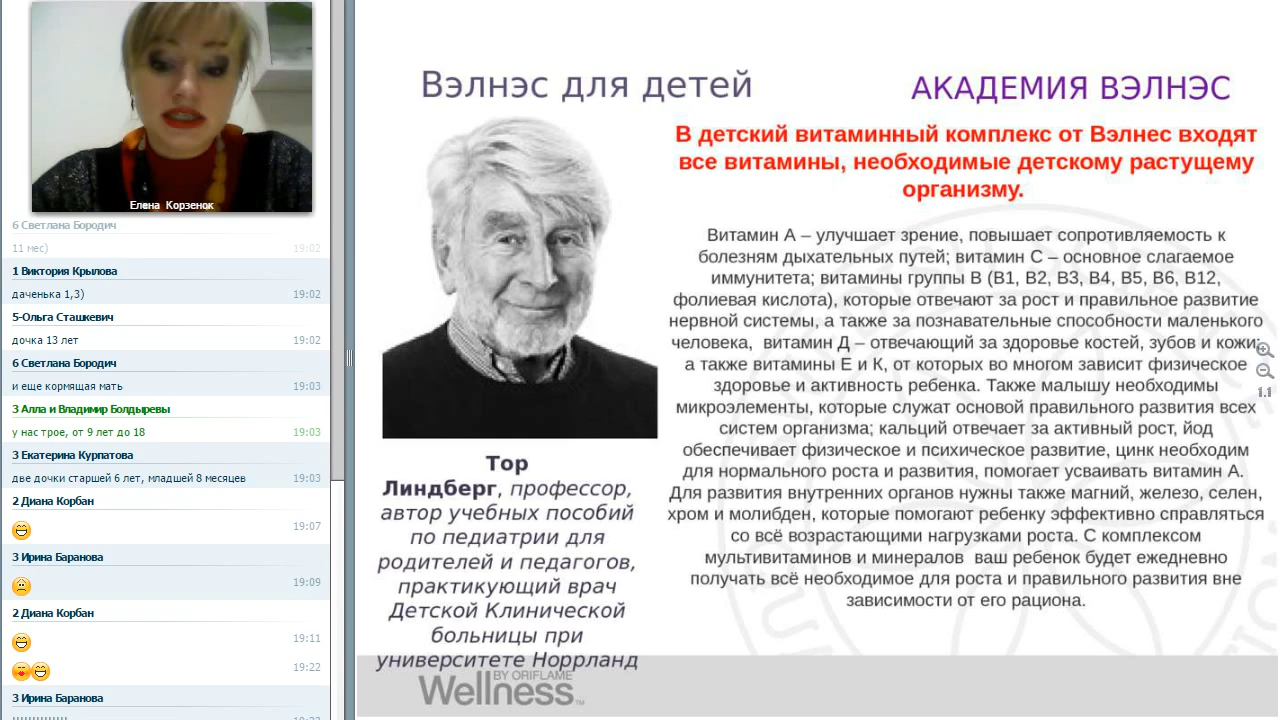 Елена Корзенок
6 Светлана Бородич
11 мес) 19:02
1 Виктория Крылова
даченька 1,3) 19:02
5-Ольга Сташкевич
дочка 13 лет 19:02
6 Светлана Бородич
и еще кормящая мать 19:03
3 Алла и Владимир Болдыревы
у нас трое, от 9 лет до 18 19:03
3 Екатерина Курпатова
две дочки старшей 6 лет, младшей 8 месяцев 19:03
2 Диана Корбан
19:07
3 Ирина Баранова
19:09
2 Диана Корбан
19:11
19:22
3 Ирина Баранова
Вэлнэс для детей
АКАДЕМИЯ ВЭЛНЭС
В детский витаминный комплекс от Вэлнес входят
все витамины, необходимые детскому растущему
организму.
Витамин А – улучшает зрение, повышает сопротивляемость к
болезням дыхательных путей; витамин С – основное слагаемое
иммунитета; витамины группы В (В1, В2, В3, В4, В5, В6, В12,
фолиевая кислота), которые отвечают за рост и правильное развитие
нервной системы, а также за познавательные способности маленького
человека, витамин Д – отвечающий за здоровье костей, зубов и кожи;
а также витамины Е и К, от которых во многом зависит физическое
здоровье и активность ребенка. Также малышу необходимы
микроэлементы, которые служат основой правильного развития всех
систем организма; кальций отвечает за активный рост, йод
обеспечивает физическое и психическое развитие, цинк необходим
для нормального роста и развития, помогает усваивать витамин А.
Для развития внутренних органов нужны также магний, железо, селен,
хром и молибден, которые помогают ребенку эффективно справляться
со всё возрастающими нагрузками роста. С комплексом
мультивитаминов и минералов ваш ребенок будет ежедневно
получать всё необходимое для роста и правильного развития вне
зависимости от его рациона.
Тор
Линдберг, профессор,
автор учебных пособий
по педиатрии для
родителей и педагогов,
практикующий врач
Детской Клинической
больницы при
университете Норрланд
BY ORIFLAME
Wellness™
1.1